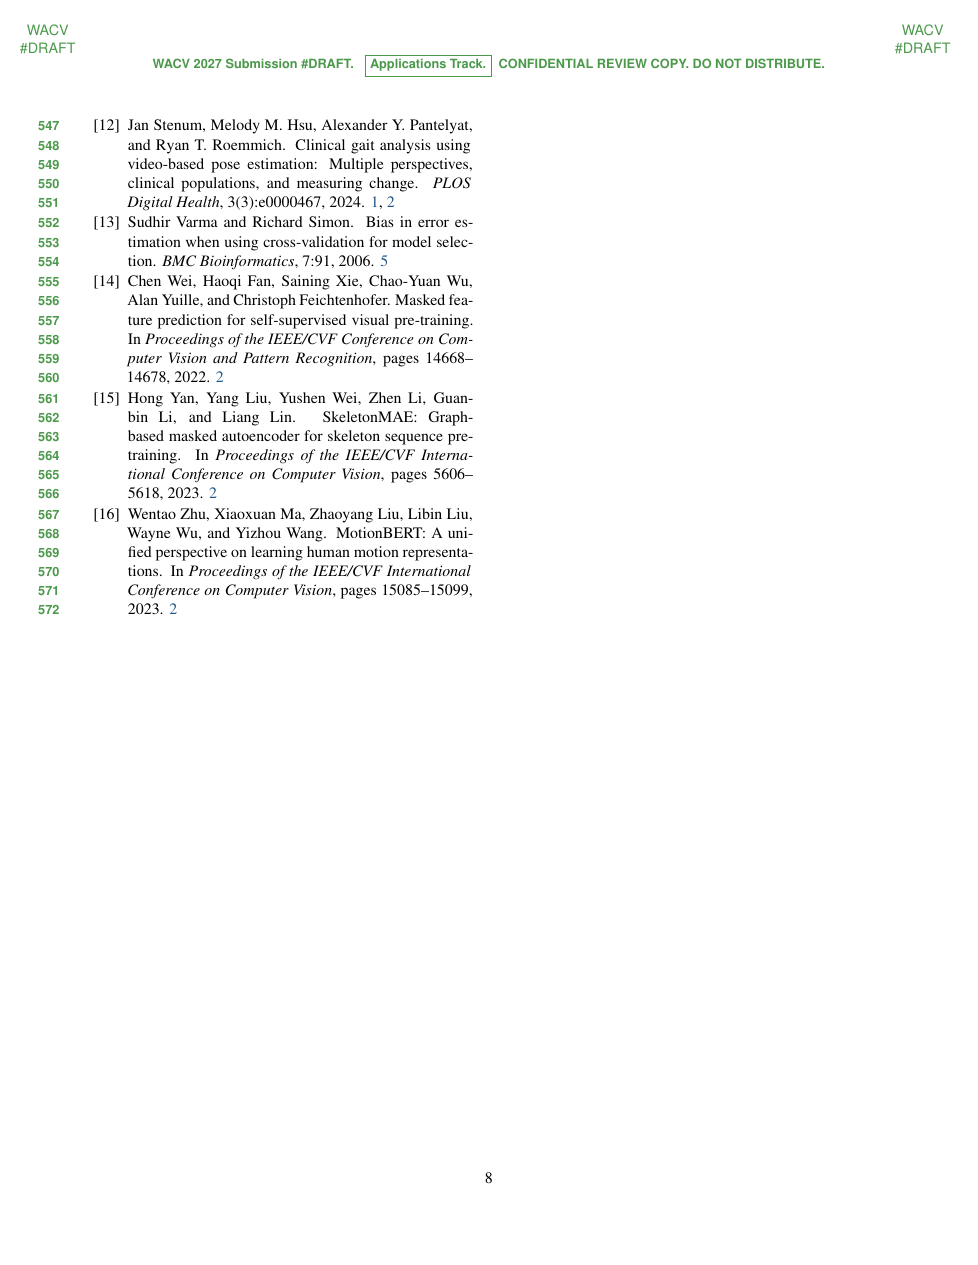 WACV
#DRAFT
WACV
#DRAFT
WACV 2027 Submission #DRAFT. Applications Track. CONFIDENTIAL REVIEW COPY. DO NOT DISTRIBUTE.
547 [12] Jan Stenum, Melody M. Hsu, Alexander Y. Pantelyat,
548 and Ryan T. Roemmich. Clinical gait analysis using
549 video-based pose estimation: Multiple perspectives,
550 clinical populations, and measuring change. PLOS
551 Digital Health, 3(3):e0000467, 2024. 1, 2
552 [13] Sudhir Varma and Richard Simon. Bias in error es-
553 timation when using cross-validation for model selec-
554 tion. BMC Bioinformatics, 7:91, 2006. 5
555 [14] Chen Wei, Haoqi Fan, Saining Xie, Chao-Yuan Wu,
556 Alan Yuille, and Christoph Feichtenhofer. Masked fea-
557 ture prediction for self-supervised visual pre-training.
558 In Proceedings of the IEEE/CVF Conference on Com-
559 puter Vision and Pattern Recognition, pages 14668–
560 14678, 2022. 2
561 [15] Hong Yan, Yang Liu, Yushen Wei, Zhen Li, Guan-
562 bin Li, and Liang Lin. SkeletonMAE: Graph-
563 based masked autoencoder for skeleton sequence pre-
564 training. In Proceedings of the IEEE/CVF Interna-
565 tional Conference on Computer Vision, pages 5606–
566 5618, 2023. 2
567 [16] Wentao Zhu, Xiaoxuan Ma, Zhaoyang Liu, Libin Liu,
568 Wayne Wu, and Yizhou Wang. MotionBERT: A uni-
569 fied perspective on learning human motion representa-
570 tions. In Proceedings of the IEEE/CVF International
571 Conference on Computer Vision, pages 15085–15099,
572 2023. 2
8